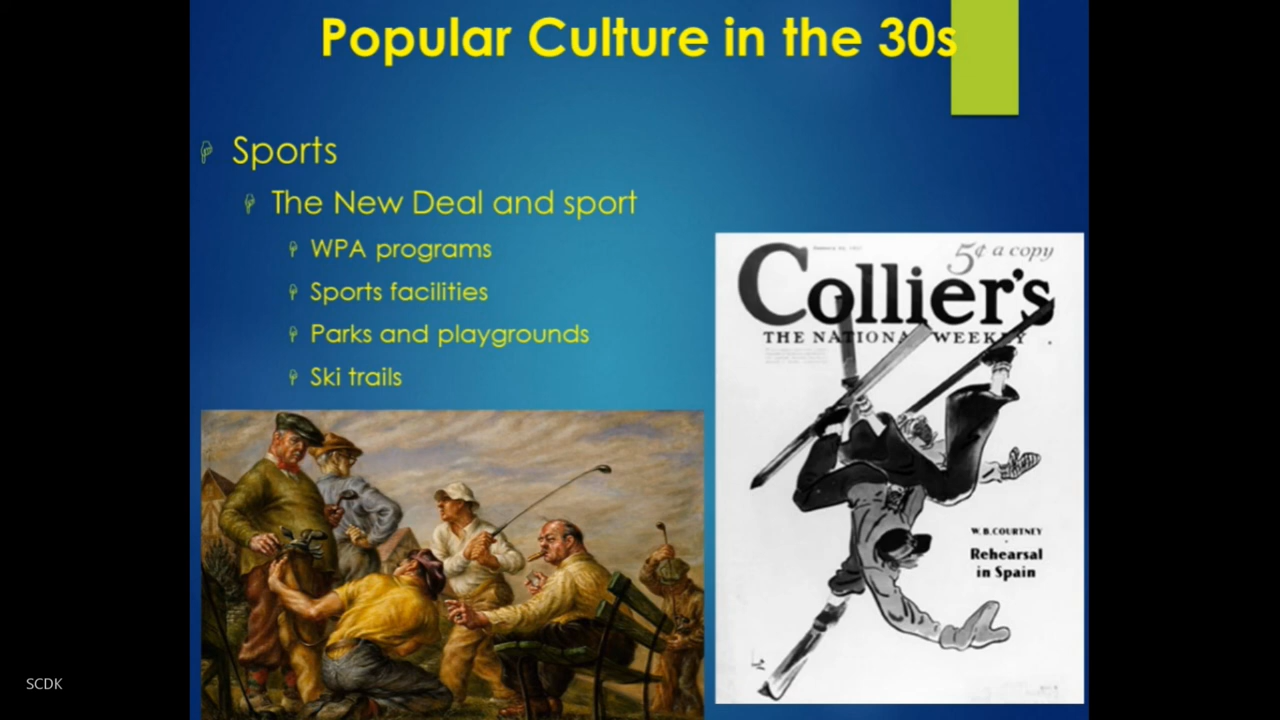 Popular Culture in the 30s
Sports
The New Deal and sport
WPA programs
Sports facilities
Parks and playgrounds
Ski trails
5¢ a copy
Collier's
THE NATIONAL WEEKLY
W. B. COURTNEY
Rehearsal
in Spain
SCDK